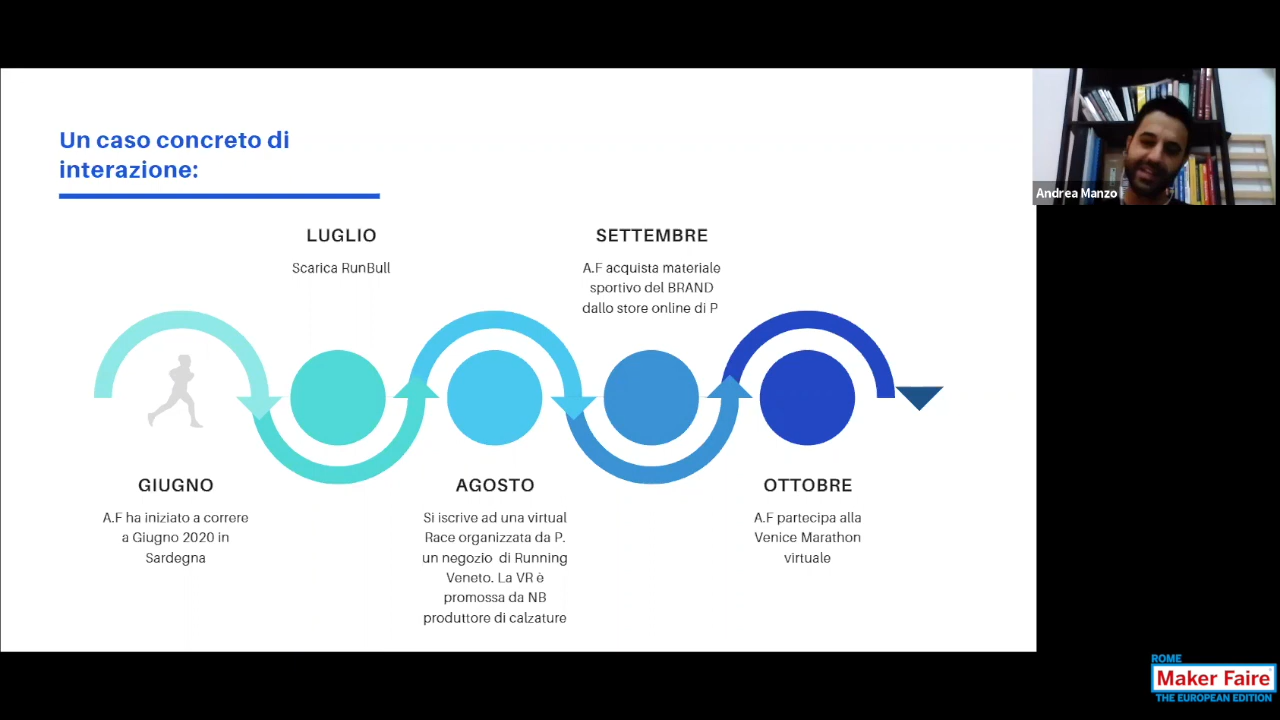 Un caso concreto di
interazione:
LUGLIO
Scarica RunBull
SETTEMBRE
A.F acquista materiale
sportivo del BRAND
dallo store online di P
GIUGNO
A.F ha iniziato a correre
a Giugno 2020 in
Sardegna
AGOSTO
Si iscrive ad una virtual
Race organizzata da P.
un negozio di Running
Veneto. La VR è
promossa da NB
produttore di calzature
OTTOBRE
A.F partecipa alla
Venice Marathon
virtuale
Andrea Manzo
ROME
Maker Faire
THE EUROPEAN EDITION